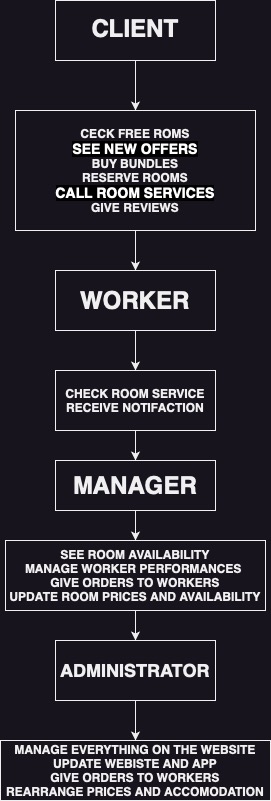 CLIENT
CECK FREE ROMS
SEE NEW OFFERS
BUY BUNDLES
RESERVE ROOMS
CALL ROOM SERVICES
GIVE REVIEWS
WORKER
CHECK ROOM SERVICE
RECEIVE NOTIFACTION
MANAGER
SEE ROOM AVAILABILITY
MANAGE WORKER PERFORMANCES
GIVE ORDERS TO WORKERS
UPDATE ROOM PRICES AND AVAILABILITY
ADMINISTRATOR
MANAGE EVERYTHING ON THE WEBSITE
UPDATE WEBISTE AND APP
GIVE ORDERS TO WORKERS
REARRANGE PRICES AND ACCOMODATION